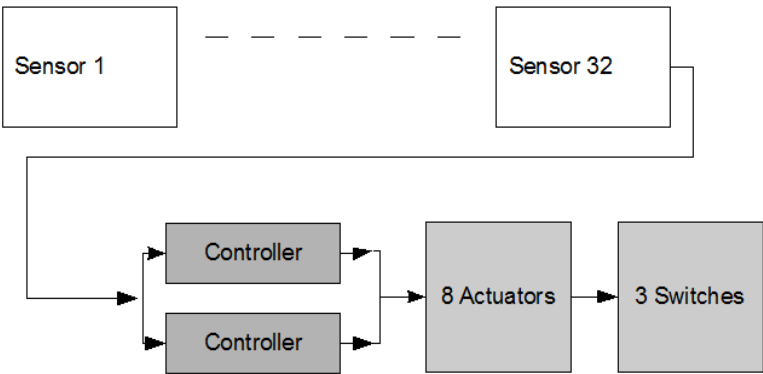 Sensor 1
Sensor 32
Controller
8 Actuators
3 Switches
Controller